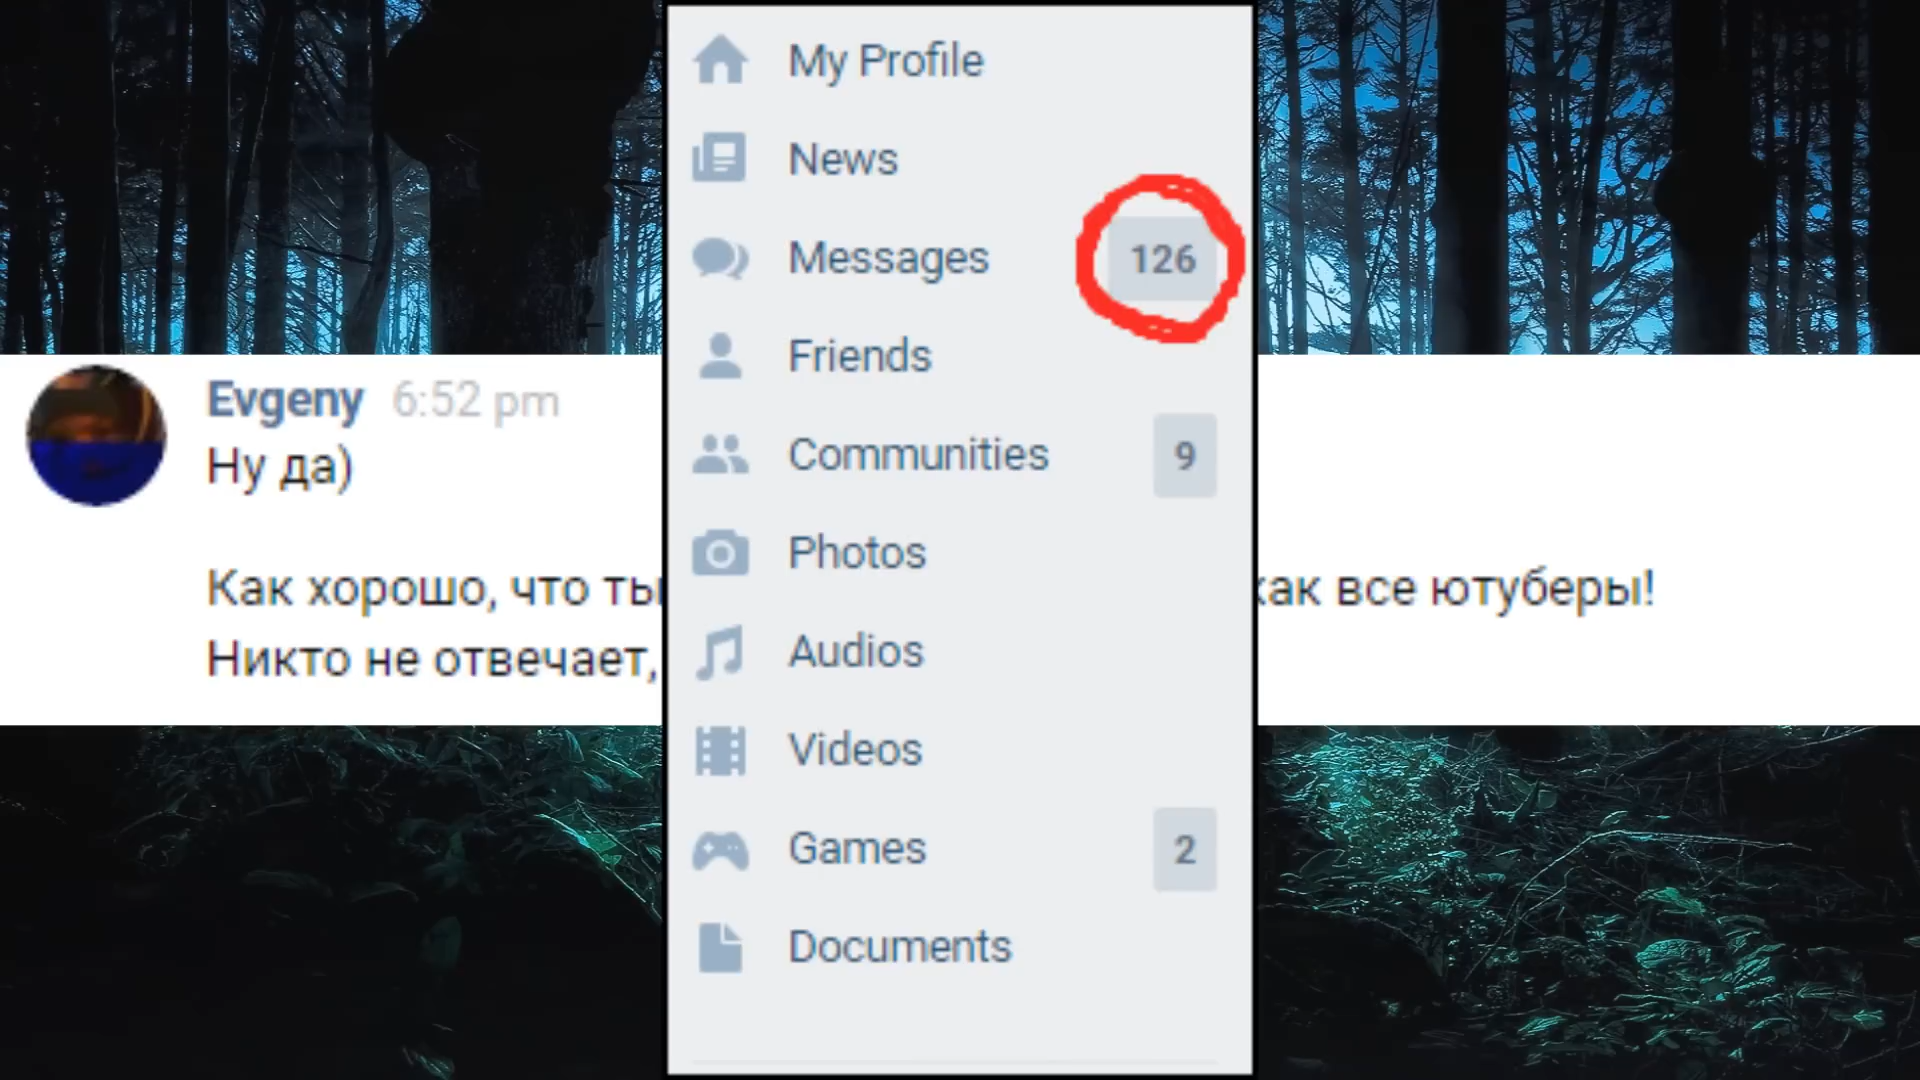 My Profile
News
Messages 126
Friends
Communities 9
Photos
Audios
Videos
Games 2
Documents
Evgeny 6:52 pm
Ну да)
Как хорошо, что ты как все ютуберы!
Никто не отвечает,